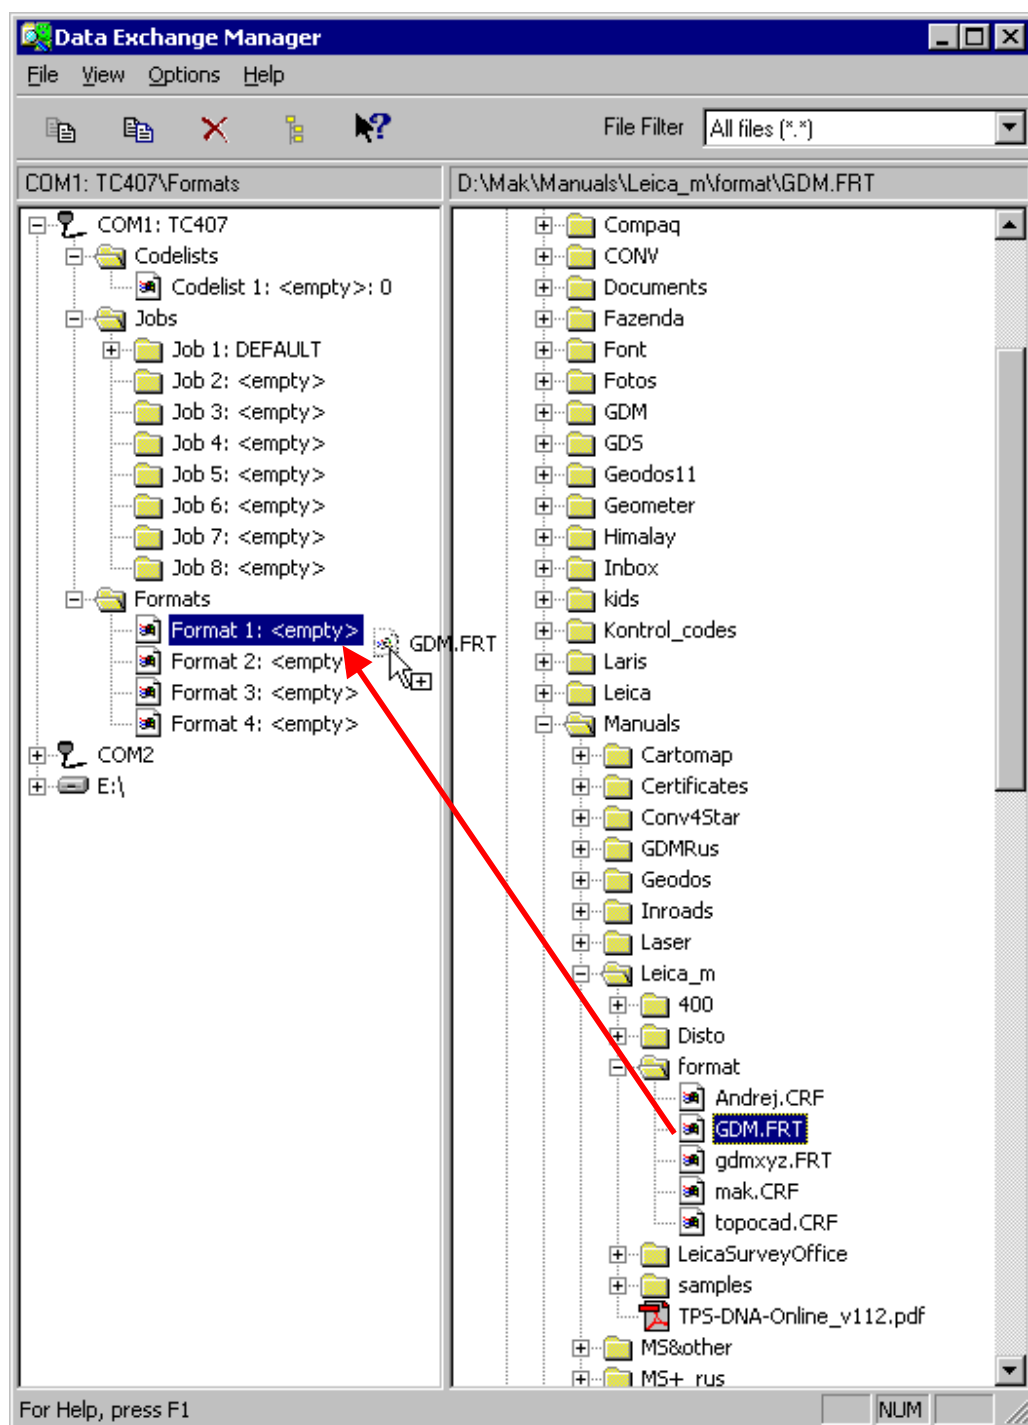 Data Exchange Manager
File View Options Help
File Filter All files (*.*)
COM1: TC407\Formats
D:\Mak\Manuals\Leica_m\format\GDM.FRT
COM1: TC407
Codelists
Codelist 1: <empty>: 0
Jobs
Job 1: DEFAULT
Job 2: <empty>
Job 3: <empty>
Job 4: <empty>
Job 5: <empty>
Job 6: <empty>
Job 7: <empty>
Job 8: <empty>
Formats
Format 1: <empty>
GDM.FRT
Format 2: <empty
Format 3: <empty>
Format 4: <empty>
COM2
E:\
Compaq
CONV
Documents
Fazenda
Font
Fotos
GDM
GDS
Geodos11
Geometer
Himalay
Inbox
kids
Kontrol_codes
Laris
Leica
Manuals
Cartomap
Certificates
Conv4Star
GDMRus
Geodos
Inroads
Laser
Leica_m
400
Disto
format
Andrej.CRF
GDM.FRT
gdmxyz.FRT
mak.CRF
topocad.CRF
LeicaSurveyOffice
samples
TPS-DNA-Online_v112.pdf
MS&other
MS+_rus
For Help, press F1
NUM